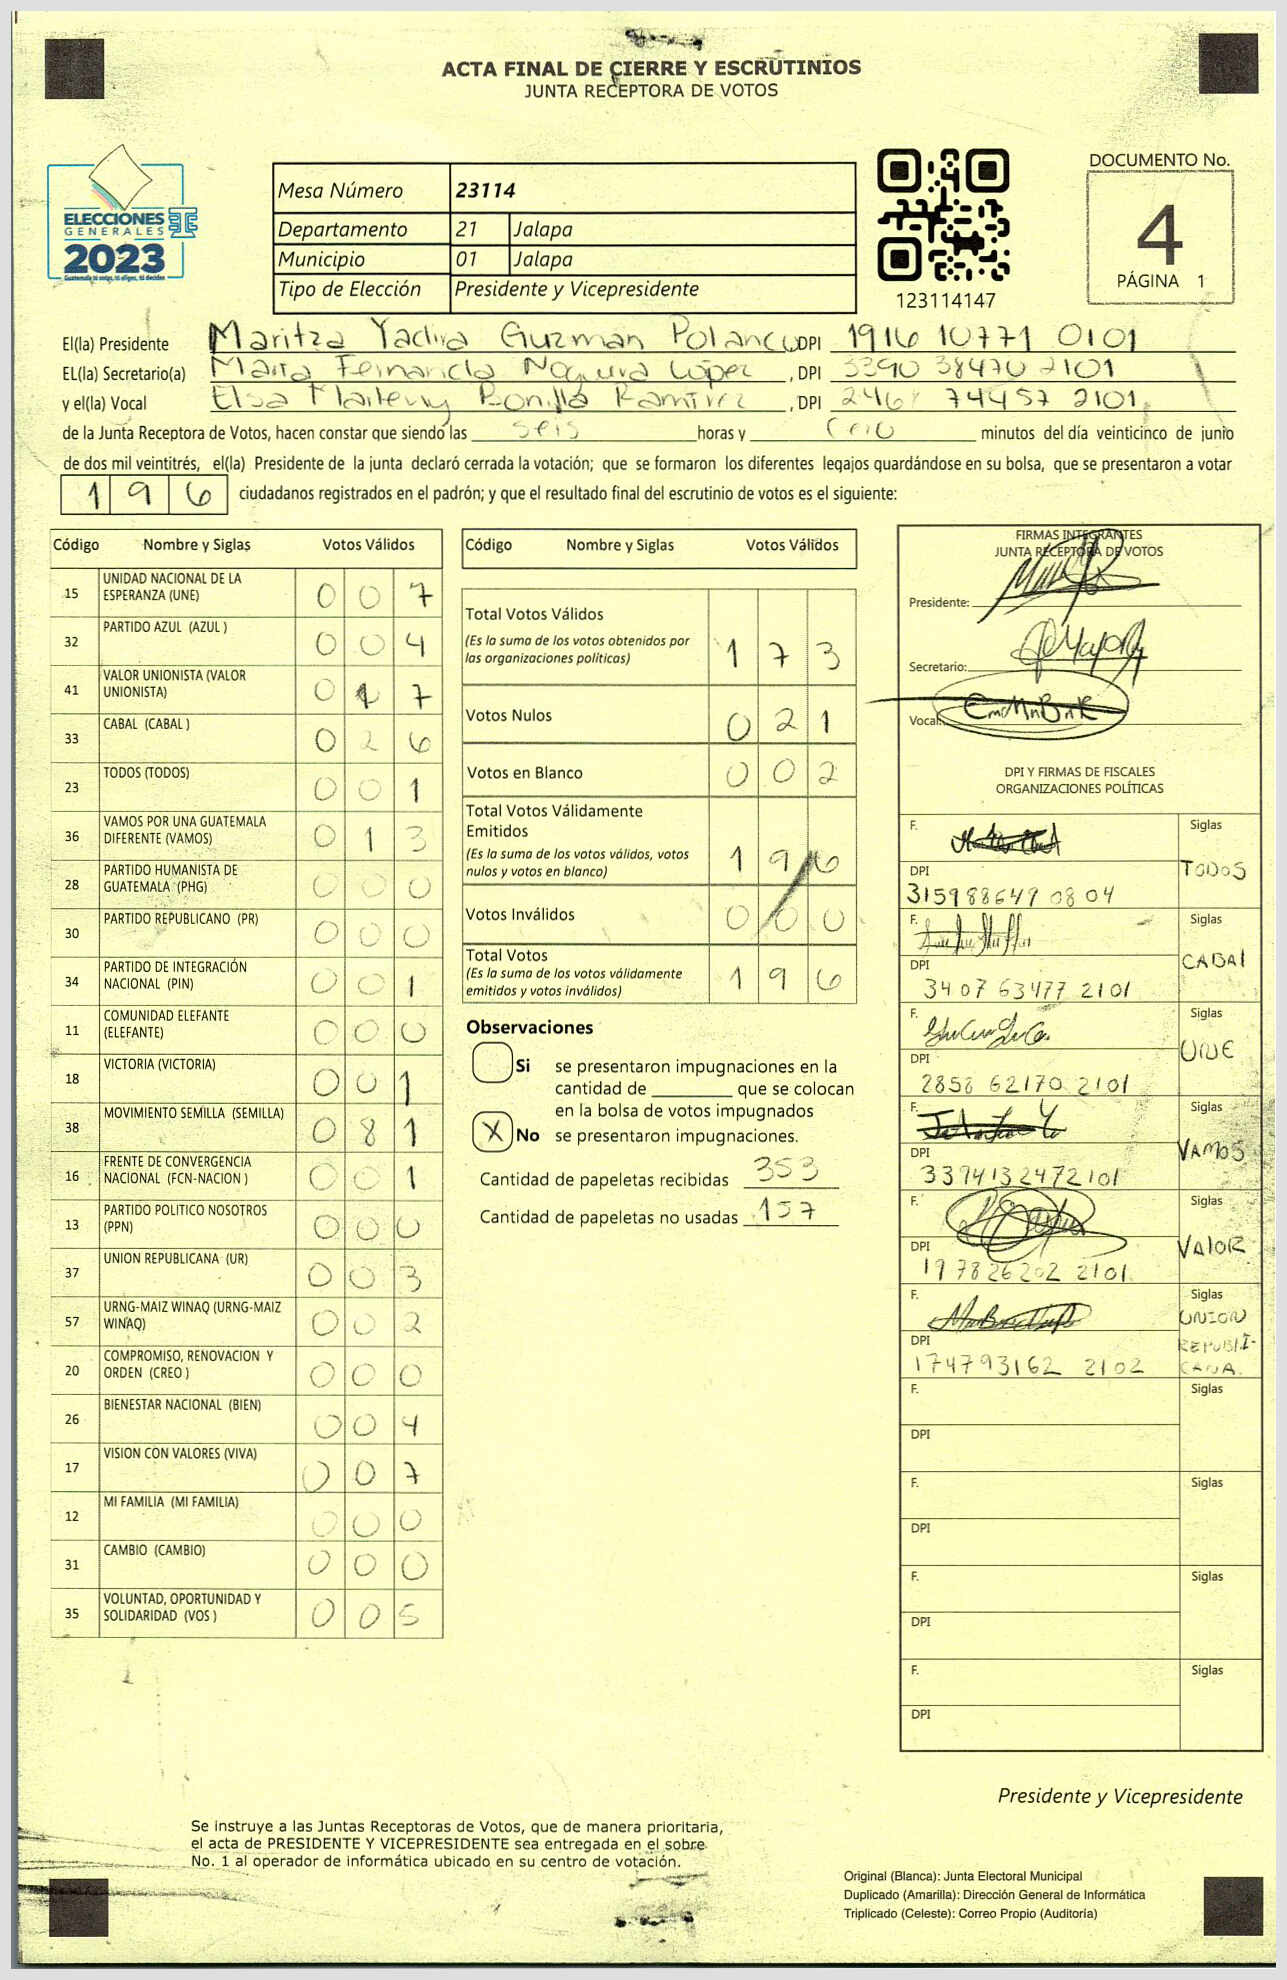 ACTA FINAL DE CIERRE Y ESCRUTINIOS
JUNTA RECEPTORA DE VOTOS
ELECCIONES
GENERALES
2023
Mesa Número 23114
Departamento 21 Jalapa
Municipio 01 Jalapa
Tipo de Elección Presidente y Vicepresidente
123114147
DOCUMENTO No.
4
PÁGINA 1
El(la) Presidente Maritza Yadira Guzmán Polanco DPI 1916 10771 0101
EL(la) Secretario(a) María Fernanda Noguera López, DPI 3390 38470 2101
y el(la) Vocal Elsa Bonilla Ramírez, DPI 74457 2101
de la Junta Receptora de Votos, hacen constar que siendo las seis horas y cero minutos del día veinticinco de junio
de dos mil veintitrés, el(la) Presidente de la junta declaró cerrada la votación; que se formaron los diferentes legajos quardándose en su bolsa, que se presentaron a votar
196 ciudadanos registrados en el padrón; y que el resultado final del escrutinio de votos es el siguiente:
Código Nombre y Siglas Votos Válidos
15 UNIDAD NACIONAL DE LA ESPERANZA (UNE) 0 0 7
32 PARTIDO AZUL (AZUL ) 0 0 4
41 VALOR UNIONISTA (VALOR UNIONISTA) 0 1 7
33 CABAL (CABAL ) 0 2 6
23 TODOS (TODOS) 0 0 1
36 VAMOS POR UNA GUATEMALA DIFERENTE (VAMOS) 0 1 3
28 PARTIDO HUMANISTA DE GUATEMALA (PHG) 0 0 0
30 PARTIDO REPUBLICANO (PR) 0 0 0
34 PARTIDO DE INTEGRACIÓN NACIONAL (PIN) 0 0 1
11 COMUNIDAD ELEFANTE (ELEFANTE) 0 0 0
18 VICTORIA (VICTORIA) 0 0 1
38 MOVIMIENTO SEMILLA (SEMILLA) 0 8 1
16 FRENTE DE CONVERGENCIA NACIONAL (FCN-NACION ) 0 0 1
13 PARTIDO POLITICO NOSOTROS (PPN) 0 0 0
37 UNION REPUBLICANA (UR) 0 0 3
57 URNG-MAIZ WINAQ (URNG-MAIZ WINAQ) 0 0 2
20 COMPROMISO, RENOVACION Y ORDEN (CREO ) 0 0 0
26 BIENESTAR NACIONAL (BIEN) 0 0 4
17 VISION CON VALORES (VIVA) 0 0 7
12 MI FAMILIA (MI FAMILIA) 0 0 0
31 CAMBIO (CAMBIO) 0 0 0
35 VOLUNTAD, OPORTUNIDAD Y SOLIDARIDAD (VOS ) 0 0 5
Código Nombre y Siglas Votos Válidos
Total Votos Válidos 1 7 3
(Es la suma de los votos obtenidos por
las organizaciones políticas)
Votos Nulos 0 2 1
Votos en Blanco 0 0 2
Total Votos Válidamente
Emitidos
(Es la suma de los votos válidos, votos
nulos y votos en blanco) 1 9 6
Votos Inválidos 0 0 0
Total Votos
(Es la suma de los votos válidamente
emitidos y votos inválidos) 1 9 6
Observaciones
Si se presentaron impugnaciones en la
cantidad de ________ que se colocan
en la bolsa de votos impugnados
X No se presentaron impugnaciones.
Cantidad de papeletas recibidas 353
Cantidad de papeletas no usadas 157
FIRMAS INTEGRANTES
JUNTA RECEPTORA DE VOTOS
Presidente:
Secretario:
Vocal:
DPI Y FIRMAS DE FISCALES
ORGANIZACIONES POLÍTICAS
F. Siglas
TODOS
DPI
315988649 0804
F. Siglas
CABAL
DPI
3407 63477 2101
F. Siglas
UNE
DPI
2858 62170 2101
F. Siglas
VAMOS
DPI
3394132472101
F. Siglas
VALOR
DPI
197826202 2101
F. Siglas
UNION
REPUBLI-
CANA.
DPI
174793162 2102
F. Siglas
DPI
F. Siglas
DPI
F. Siglas
DPI
F. Siglas
DPI
Presidente y Vicepresidente
Se instruye a las Juntas Receptoras de Votos, que de manera prioritaria,
el acta de PRESIDENTE Y VICEPRESIDENTE sea entregada en el sobre
No. 1 al operador de informática ubicado en su centro de votación.
Original (Blanca): Junta Electoral Municipal
Duplicado (Amarilla): Dirección General de Informática
Triplicado (Celeste): Correo Propio (Auditoría)